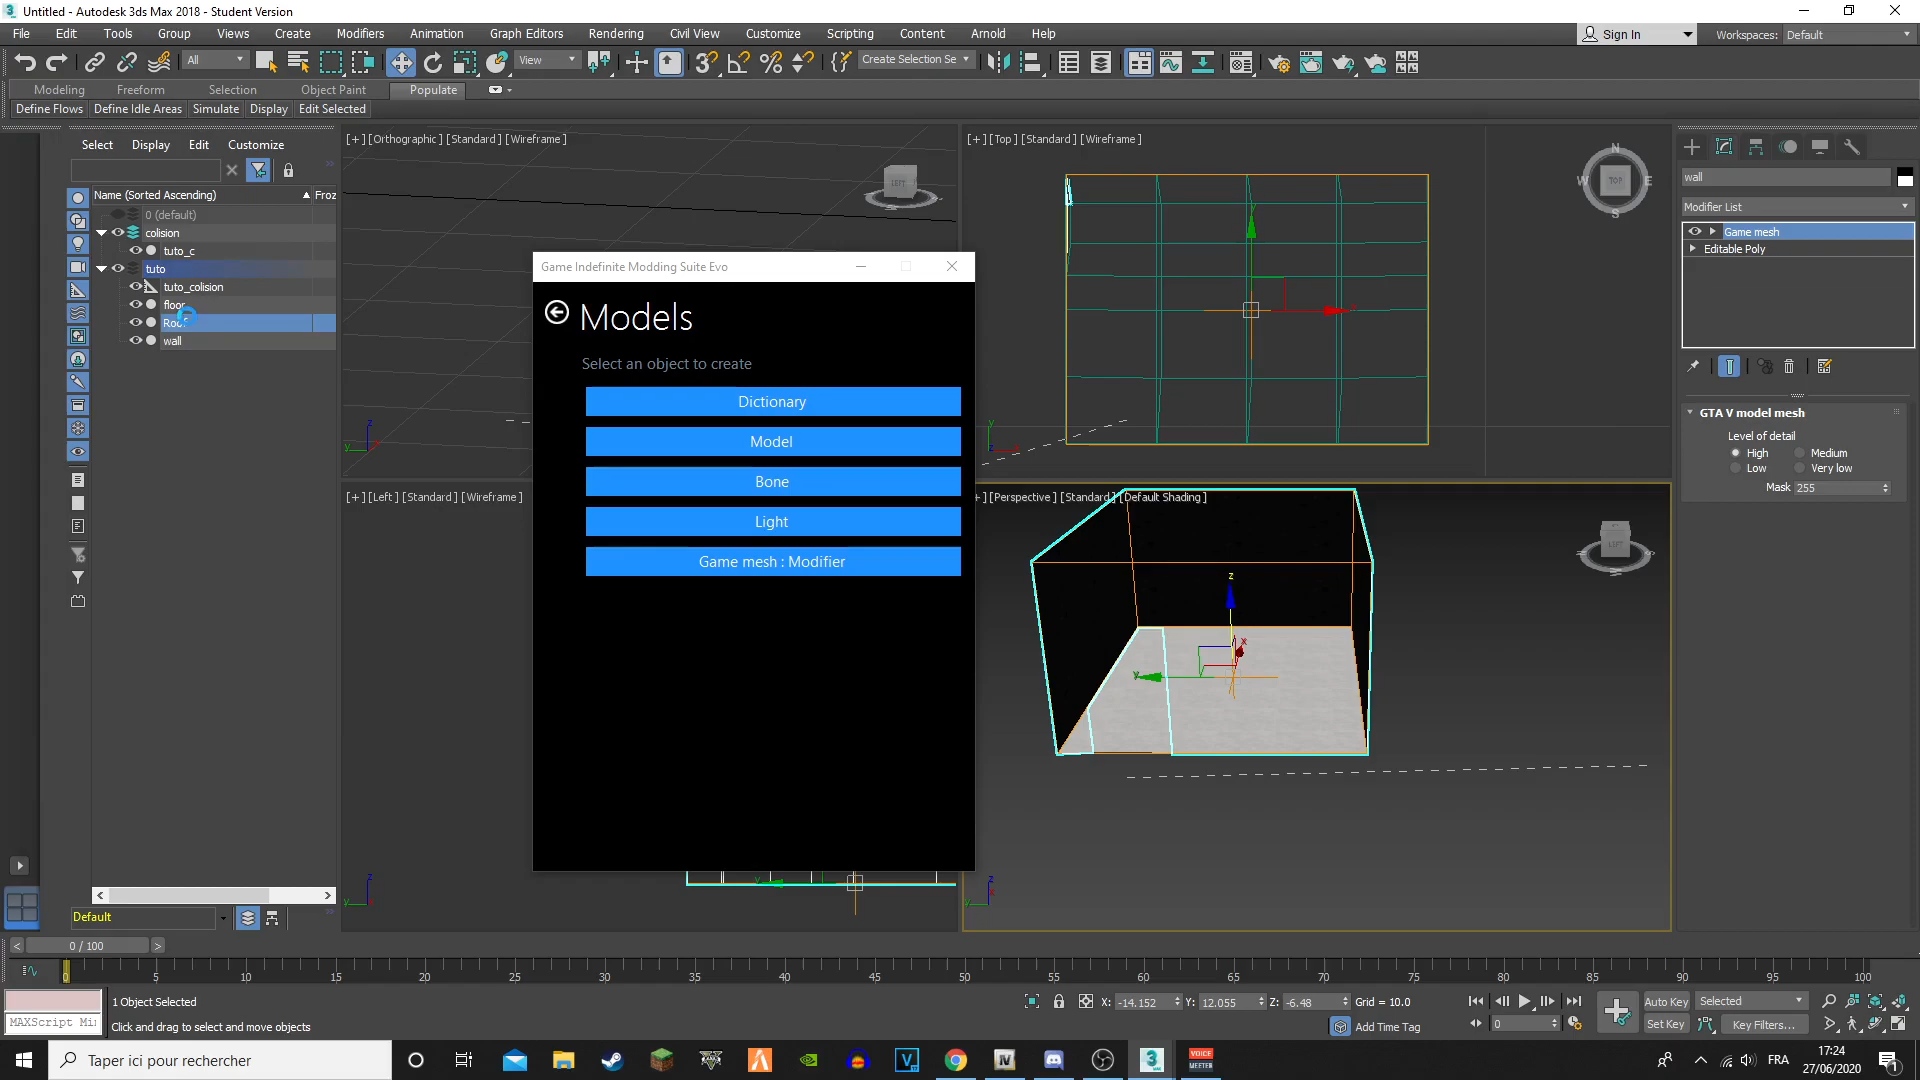 Untitled - Autodesk 3ds Max 2018 - Student Version
File Edit Tools Group Views Create Modifiers Animation Graph Editors Rendering Civil View Customize Scripting Content Arnold Help
Sign In Workspaces: Default
All View Create Selection Se
Modeling Freeform Selection Object Paint Populate
Define Flows Define Idle Areas Simulate Display Edit Selected
Select Display Edit Customize
Name (Sorted Ascending) Froz
0 (default)
colision
tuto_c
tuto
tuto_colision
floor
wall
Default
[+] [Orthographic] [Standard] [Wireframe]
LEFT
[+] [Top] [Standard] [Wireframe]
N
W TOP E
S
[+] [Left] [Standard] [Wireframe]
+] [Perspective] [Standard] [Default Shading]
LEFT
z
x
y
Game Indefinite Modding Suite Evo
Models
Select an object to create
Dictionary
Model
Bone
Light
Game mesh : Modifier
wall
Modifier List
Game mesh
Editable Poly
GTA V model mesh
Level of detail
High Medium
Low Very low
Mask 255
0 / 100
0 5 10 15 20 25 30 35 40 45 50 55 60 65 70 75 80 85 90 95 100
1 Object Selected
MAXScript Mi
Click and drag to select and move objects
X: -14.152 Y: 12.055 Z: -6.48 Grid = 10.0
Add Time Tag
0
Auto Key Selected
Set Key Key Filters...
Taper ici pour rechercher
VOICE MEETER
FRA
17:24
27/06/2020
1